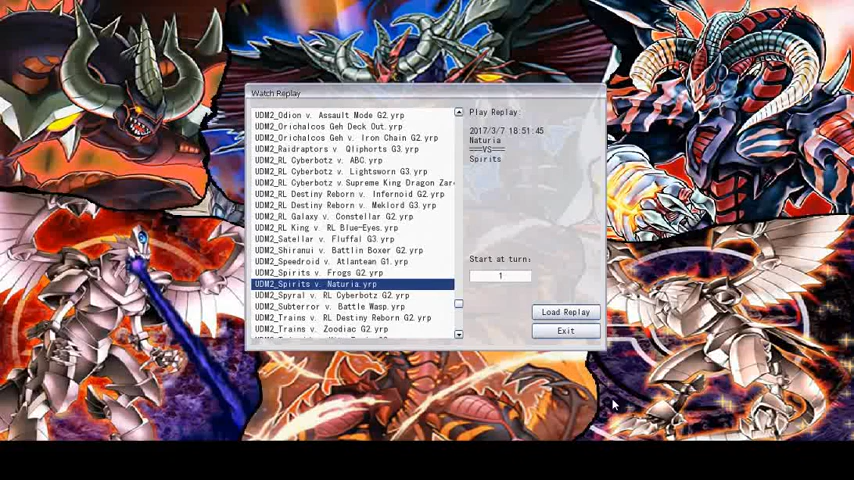 Watch Replay
UDM2_Odion v. Assault Mode G2.yrp
UDM2_Orichalcos Geh Deck Out.yrp
UDM2_Orichalcos Geh v. Iron Chain G2.yrp
UDM2_Raidraptors v. Qliphorts G3.yrp
UDM2_RL Cyberbotz v. ABC.yrp
UDM2_RL Cyberbotz v. Lightsworn G3.yrp
UDM2_RL Cyberbotz v.Supreme King Dragon Zar
UDM2_RL Destiny Reborn v. Infernoid G2.yrp
UDM2_RL Destiny Reborn v. Meklord G3.yrp
UDM2_RL Galaxy v. Constellar G2.yrp
UDM2_RL King v. RL Blue-Eyes.yrp
UDM2_Satellar v. Fluffal G3.yrp
UDM2_Shiranui v. Battlin Boxer G2.yrp
UDM2_Speedroid v. Atlantean G1.yrp
UDM2_Spirits v. Frogs G2.yrp
UDM2_Spirits v. Naturia.yrp
UDM2_Spyral v. RL Cyberbotz G2.yrp
UDM2_Subterror v. Battle Wasp.yrp
UDM2_Trains v. RL Destiny Reborn G2.yrp
UDM2_Trains v. Zoodiac G2.yrp
Play Replay:
2017/3/7 18:51:45
Naturia
===VS===
Spirits
Start at turn:
1
Load Replay
Exit